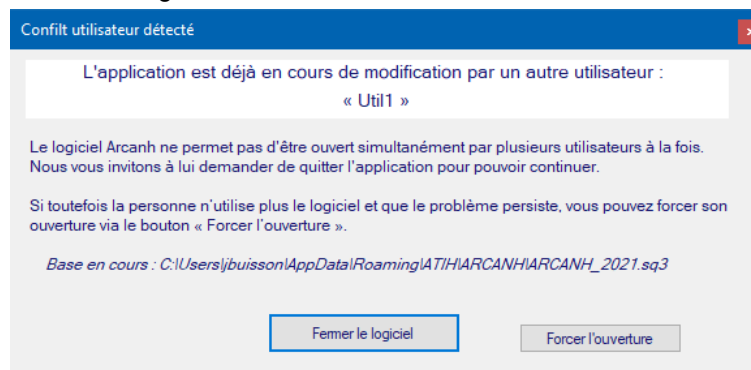 Confilt utilisateur détecté
L'application est déjà en cours de modification par un autre utilisateur :
« Util1 »
Le logiciel Arcanh ne permet pas d'être ouvert simultanément par plusieurs utilisateurs à la fois.
Nous vous invitons à lui demander de quitter l'application pour pouvoir continuer.
Si toutefois la personne n'utilise plus le logiciel et que le problème persiste, vous pouvez forcer son
ouverture via le bouton « Forcer l'ouverture ».
Base en cours : C:\Users\jbuisson\AppData\Roaming\ATIH\ARCANH\ARCANH_2021.sq3
Fermer le logiciel
Forcer l'ouverture